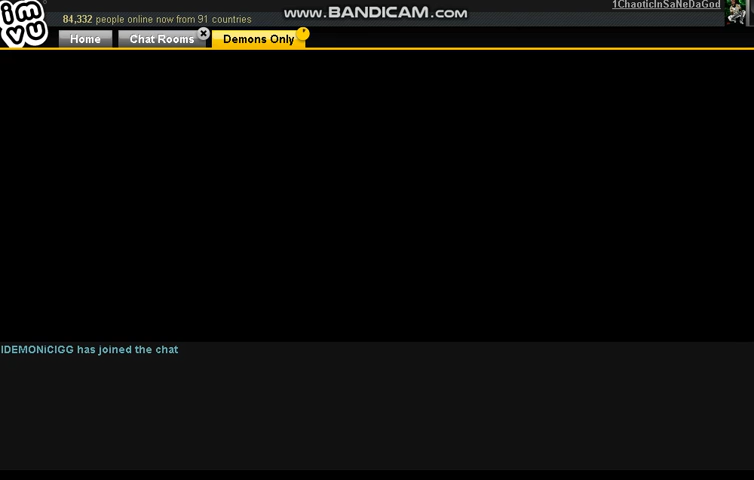 imvu
84,332 people online now from 91 countries
www.BANDICAM.com
1ChaoticInSaNeDaGod
Home
Chat Rooms
Demons Only
IDEMONiCIGG has joined the chat